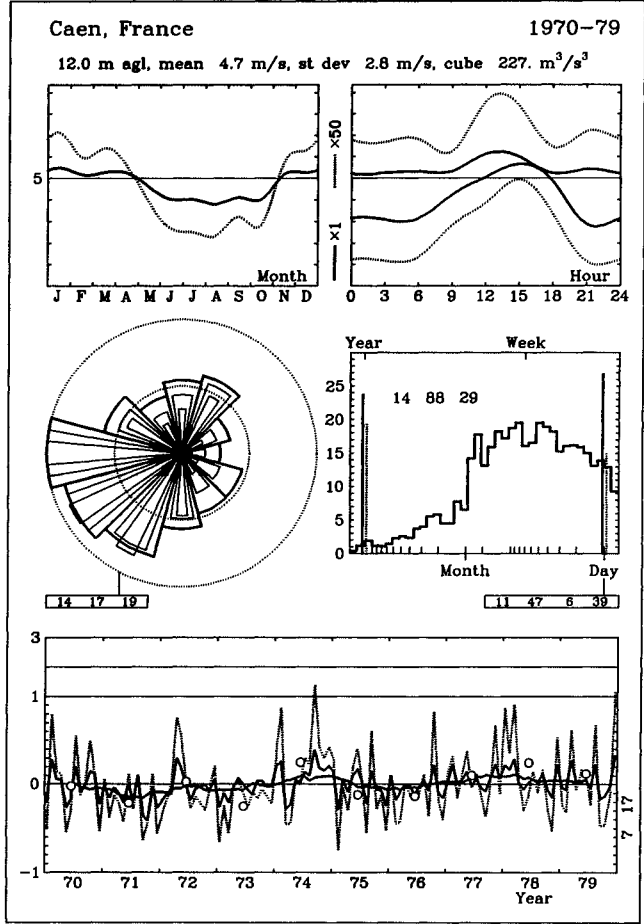 Caen, France 1970-79
12.0 m agl, mean 4.7 m/s, st dev 2.8 m/s, cube 227. m³/s³
5
×1 ×50
Month Hour
J F M A M J J A S O N D 0 3 6 9 12 15 18 21 24
Year Week
25
14 88 29
20
15
10
5
0
Month Day
14 17 19 11 47 6 39
3
1
0
-1
7 17
70 71 72 73 74 75 76 77 78 79
Year